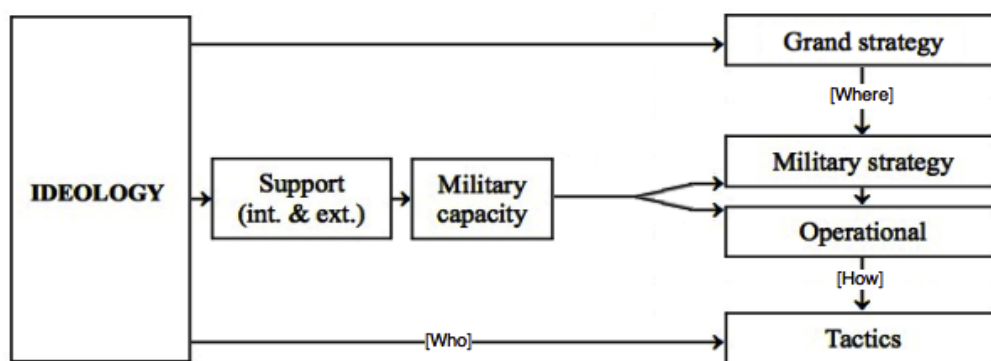 Grand strategy
[Where]
IDEOLOGY
Support
(int. & ext.)
Military
capacity
Military strategy
Operational
[How]
[Who]
Tactics